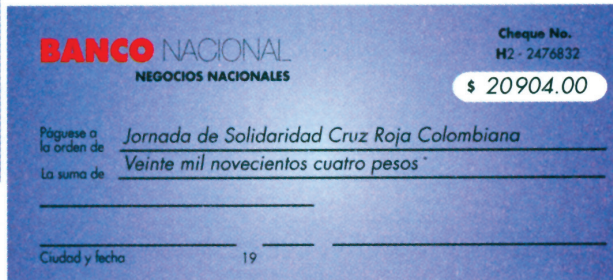 Cheque No.
H2 - 2476832
BANCO NACIONAL
NEGOCIOS NACIONALES
$ 20904.00
Páguese a
la orden de
Jornada de Solidaridad Cruz Roja Colombiana
La suma de
Veinte mil novecientos cuatro pesos
Ciudad y fecha 19